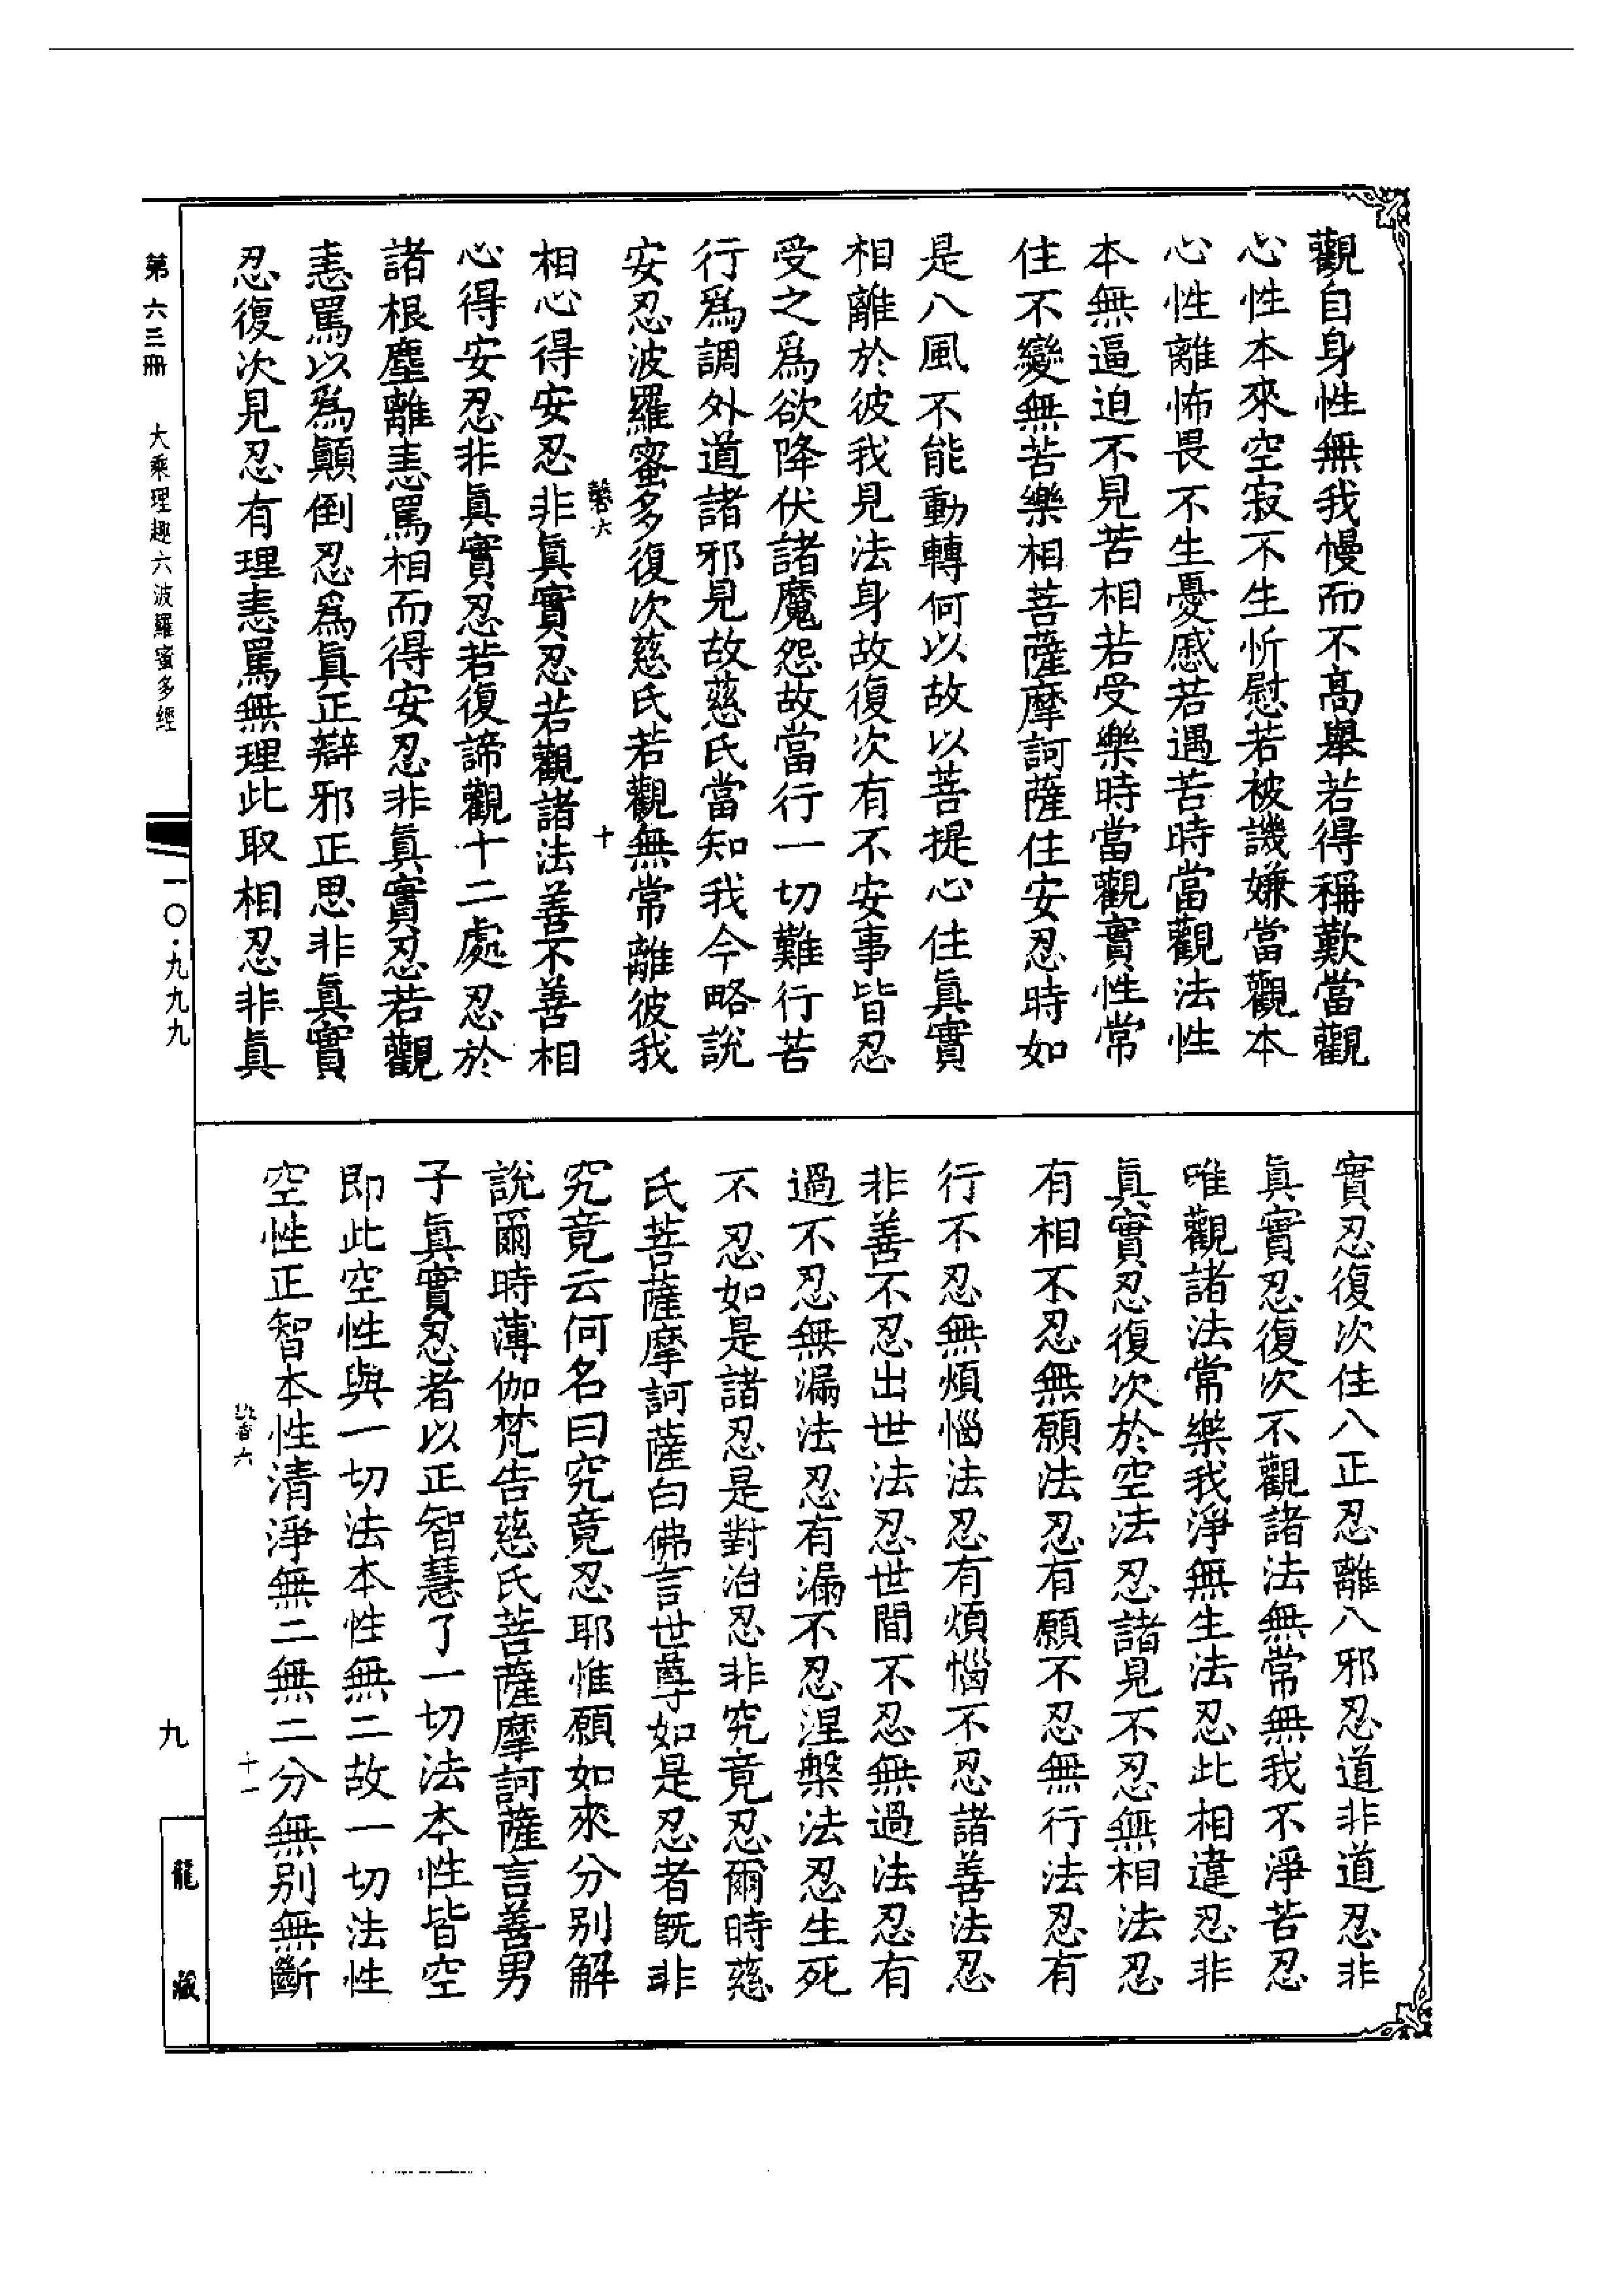 觀自身性無我慢而不高舉若得稱歎當觀
心性本來空寂不生忻慰若被譏嫌當觀本
心性離怖畏不生憂慼若遇苦時當觀法性
本無逼迫不見苦相若受樂時當觀實性常
住不變無苦樂相菩薩摩訶薩住安忍時如
是八風不能動轉何以故以菩提心住眞實
相離於彼我見法身故復次有不安事皆忍
受之爲欲降伏諸魔怨故當行一切難行苦
行爲調外道諸邪見故慈氏當知我今略説
安忍波羅蜜多復次慈氏若觀無常離彼我
馨六
十
相心得安忍非眞實忍若觀諸法善不善相
心得安忍非眞實忍若復諦觀十二處忍於
諸根塵離恚罵相而得安忍非眞實忍若觀
恚罵以爲顚倒忍爲眞正辯邪正思非眞實
忍復次見忍有理恚罵無理此取相忍非眞
實忍復次住八正忍離八邪忍道非道忍非
眞實忍復次不觀諸法無常無我不淨苦忍
唯觀諸法常樂我淨無生法忍此相違忍非
眞實忍復次於空法忍諸見不忍無相法忍
有相不忍無願法忍有願不忍無行法忍有
行不忍無煩惱法忍有煩惱不忍諸善法忍
非善不忍出世法忍世間不忍無過法忍有
過不忍無漏法忍有漏不忍涅槃法忍生死
不忍如是諸忍是對治忍非究竟忍爾時慈
氏菩薩摩訶薩白佛言世尊如是忍者旣非
究竟云何名曰究竟忍耶惟願如來分别解
說爾時薄伽梵告慈氏菩薩摩訶薩言善男
子眞實忍者以正智慧了一切法本性皆空
即此空性與一切法本性無二故一切法性
空性正智本性清淨無二無二分無别無斷
馨六
十一
第六三冊
大乘理趣六波羅蜜多經
一〇·九九九
九
龍藏